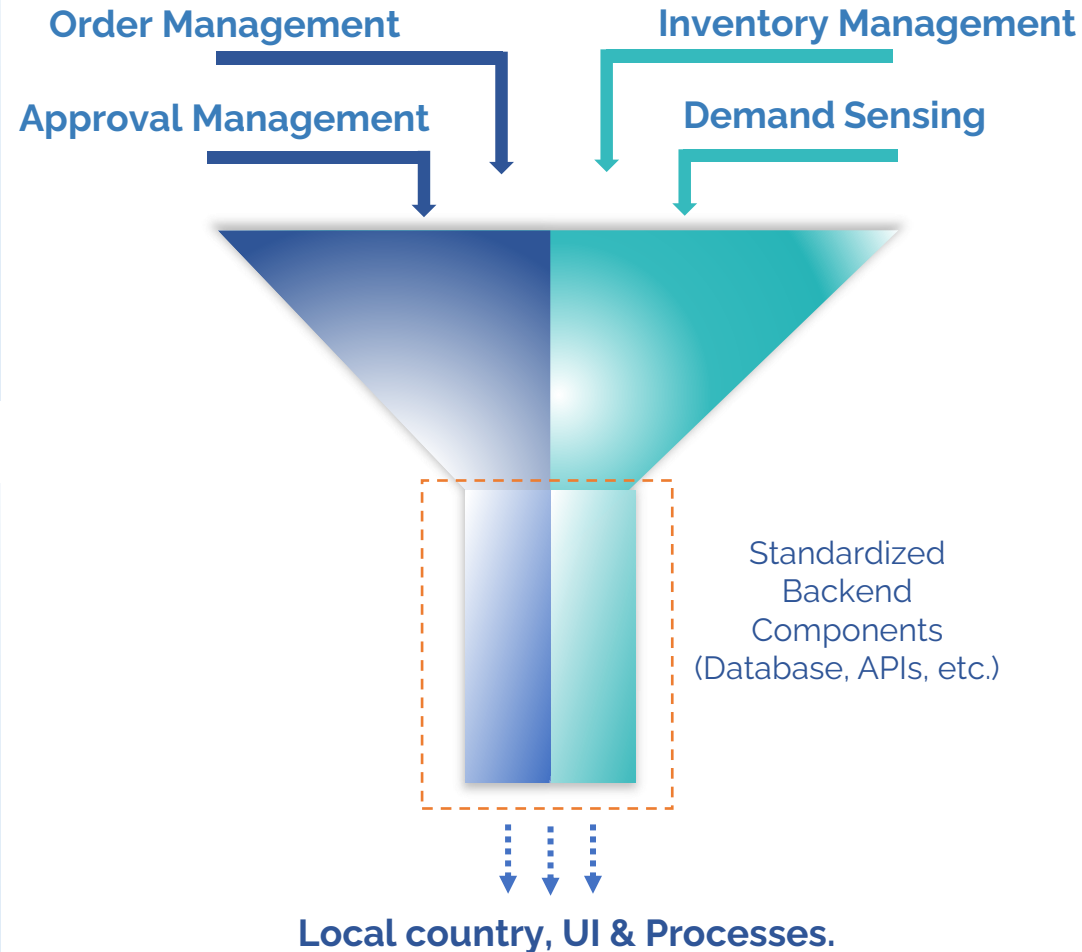 Order Management
Inventory Management
Approval Management
Demand Sensing
Standardized
Backend
Components
(Database, APIs, etc.)
Local country, UI & Processes.